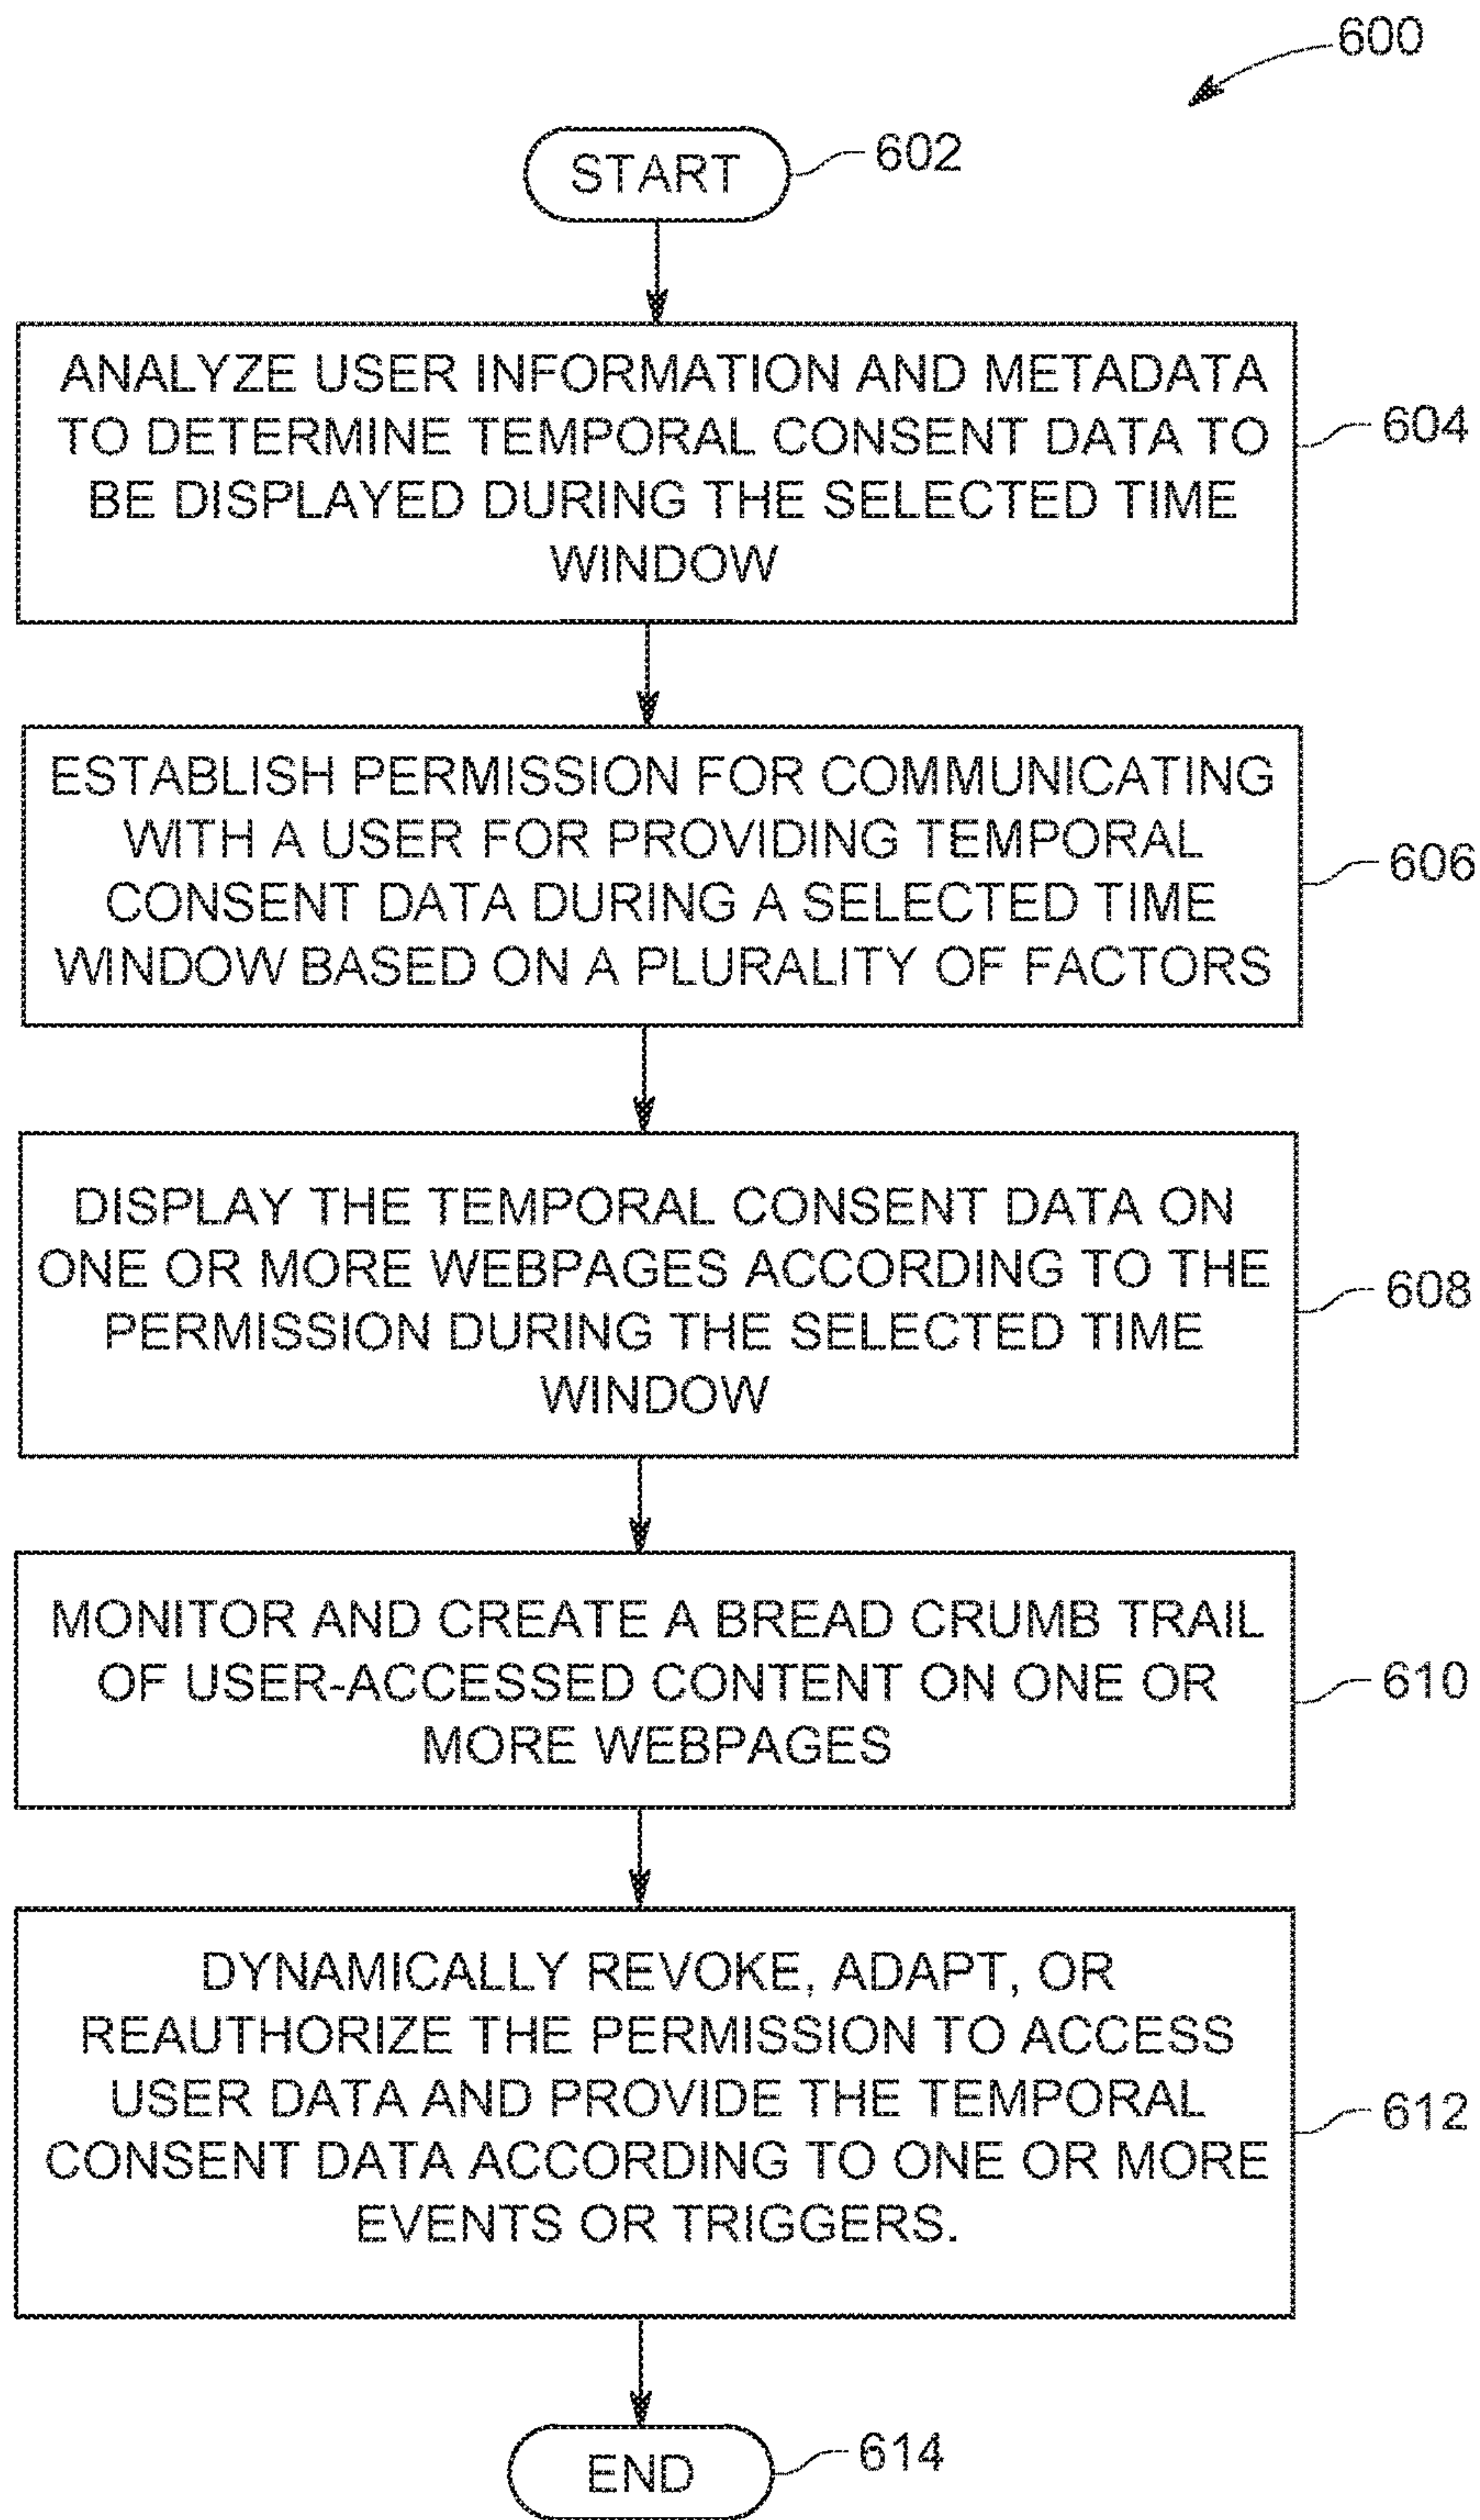 600
START
602
ANALYZE USER INFORMATION AND METADATA
TO DETERMINE TEMPORAL CONSENT DATA TO
BE DISPLAYED DURING THE SELECTED TIME
WINDOW
604
ESTABLISH PERMISSION FOR COMMUNICATING
WITH A USER FOR PROVIDING TEMPORAL
CONSENT DATA DURING A SELECTED TIME
WINDOW BASED ON A PLURALITY OF FACTORS
606
DISPLAY THE TEMPORAL CONSENT DATA ON
ONE OR MORE WEBPAGES ACCORDING TO THE
PERMISSION DURING THE SELECTED TIME
WINDOW
608
MONITOR AND CREATE A BREAD CRUMB TRAIL
OF USER-ACCESSED CONTENT ON ONE OR
MORE WEBPAGES
610
DYNAMICALLY REVOKE, ADAPT, OR
REAUTHORIZE THE PERMISSION TO ACCESS
USER DATA AND PROVIDE THE TEMPORAL
CONSENT DATA ACCORDING TO ONE OR MORE
EVENTS OR TRIGGERS.
612
END
614